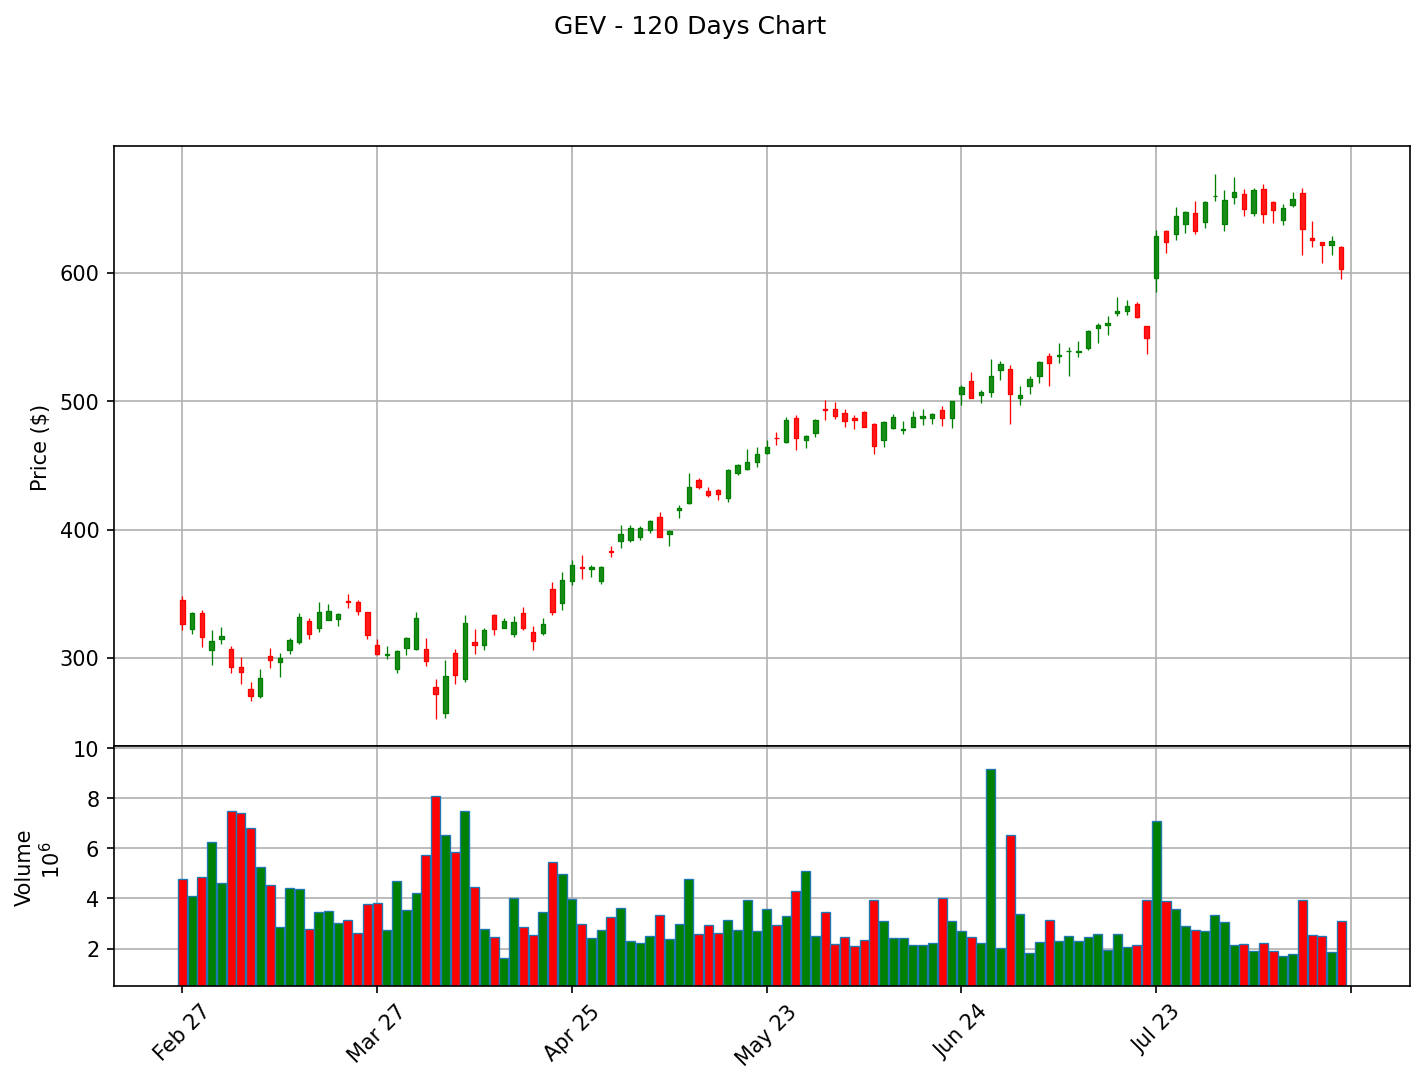 GEV - 120 Days Chart
Price ($)
600
500
400
300
Volume
10⁶
10
8
6
4
2
Feb 27
Mar 27
Apr 25
May 23
Jun 24
Jul 23